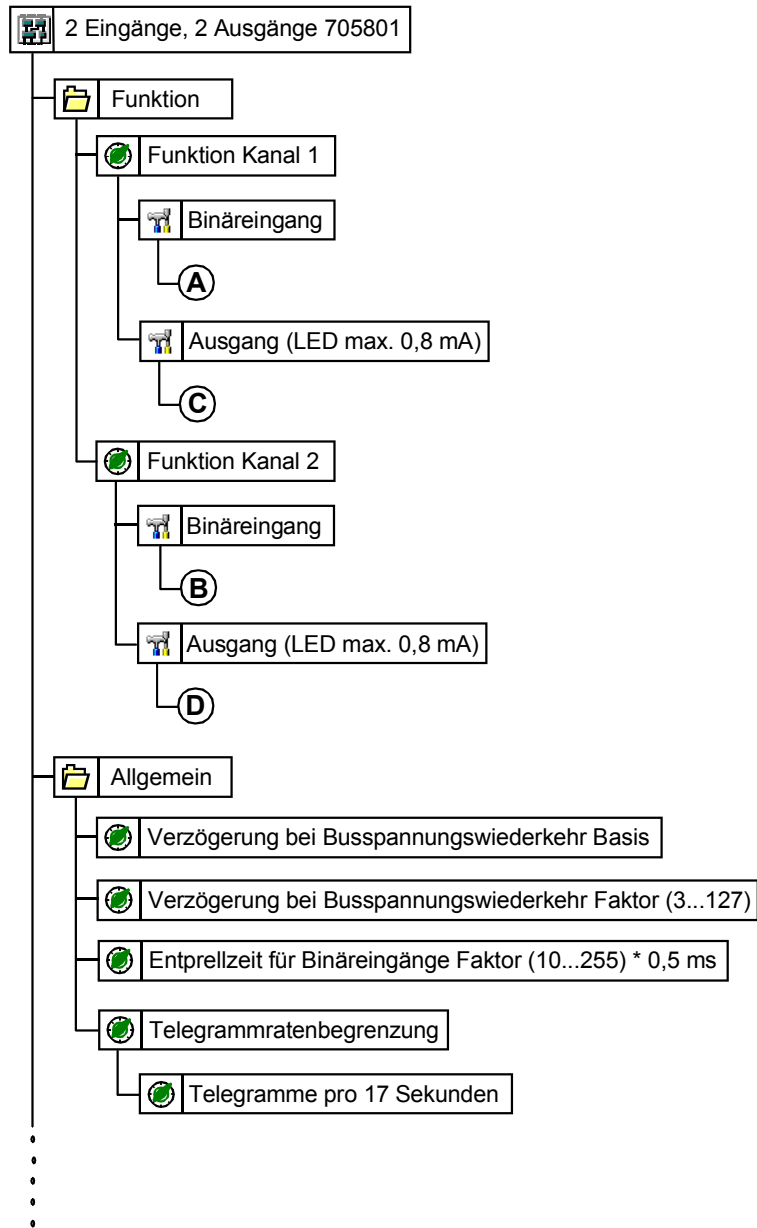 2 Eingänge, 2 Ausgänge 705801
Funktion
Funktion Kanal 1
Binäreingang
A
Ausgang (LED max. 0,8 mA)
C
Funktion Kanal 2
Binäreingang
B
Ausgang (LED max. 0,8 mA)
D
Allgemein
Verzögerung bei Busspannungswiederkehr Basis
Verzögerung bei Busspannungswiederkehr Faktor (3...127)
Entprellzeit für Binäreingänge Faktor (10...255) * 0,5 ms
Telegrammratenbegrenzung
Telegramme pro 17 Sekunden